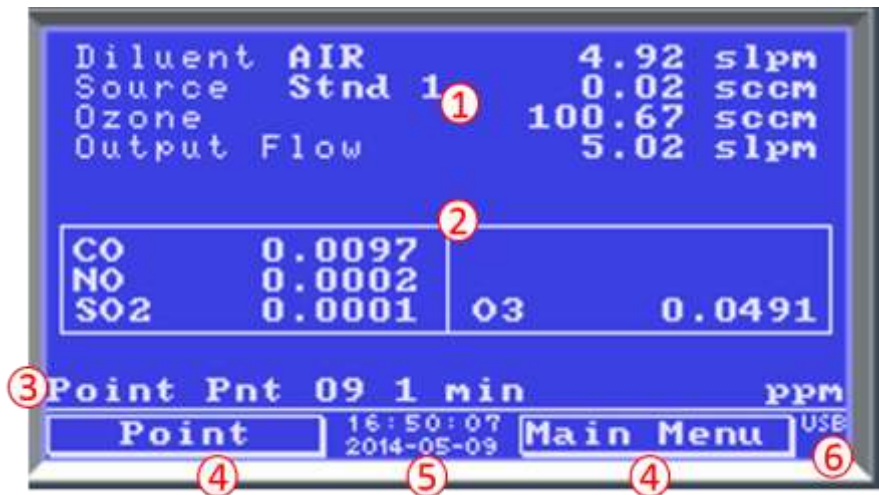 Diluent AIR 4.92 slpm
Source Stnd 1 0.02 sccm
①
Ozone 100.67 sccm
Output Flow 5.02 slpm
②
CO 0.0097
NO 0.0002
SO2 0.0001 O3 0.0491
③ Point Pnt 09 1 min ppm
Point 16:50:07 Main Menu USB
2014-05-09
④ ⑤ ④ ⑥